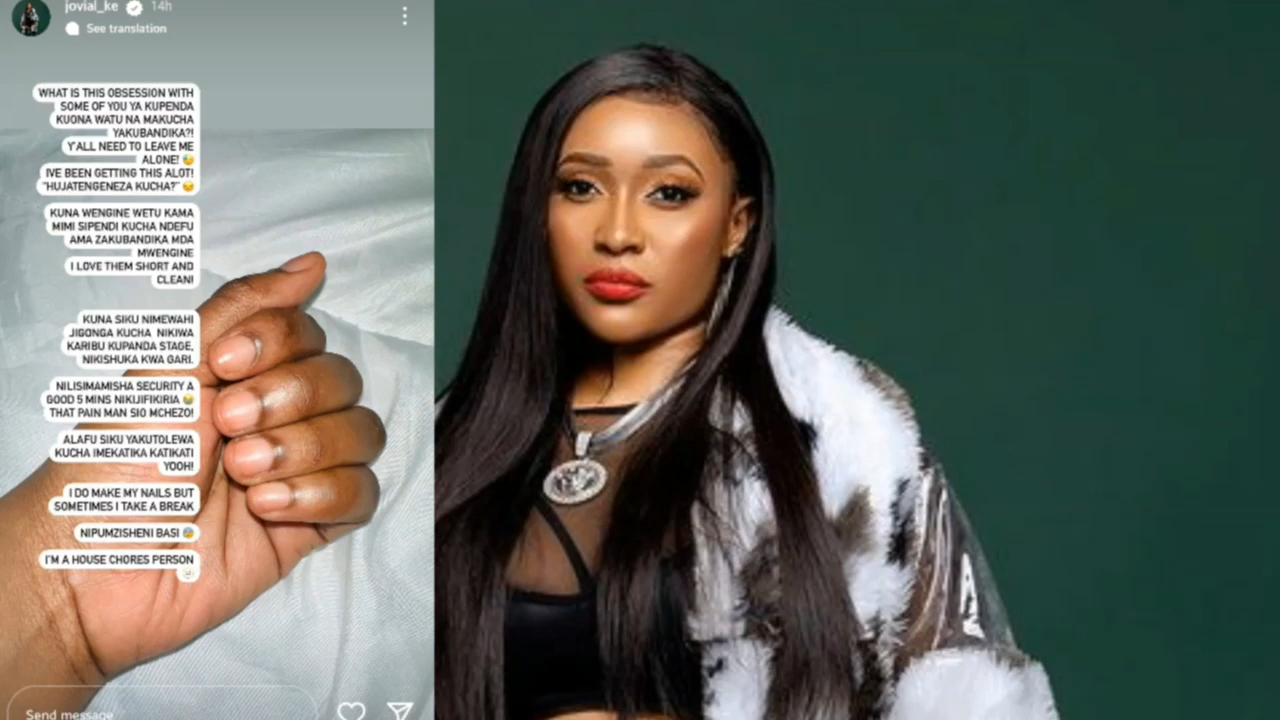 jovial_ke 14h
See translation
WHAT IS THIS OBSESSION WITH
SOME OF YOU YA KUPENDA
KUONA WATU NA MAKUCHA
YAKUBANDIKA?!
Y'ALL NEED TO LEAVE ME
ALONE! 😓
IVE BEEN GETTING THIS ALOT!
"HUJATENGENEZA KUCHA?" 😒
KUNA WENGINE WETU KAMA
MIMI SIPENDI KUCHA NDEFU
AMA ZAKUBANDIKA MDA
MWENGINE
I LOVE THEM SHORT AND
CLEAN!
KUNA SIKU NIMEWAHI
JIGONGA KUCHA NIKIWA
KARIBU KUPANDA STAGE,
NIKISHUKA KWA GARI.
NILISIMAMISHA SECURITY A
GOOD 5 MINS NIKIJIFIKIRIA 😂
THAT PAIN MAN SIO MCHEZO!
ALAFU SIKU YAKUTOLEWA
KUCHA IMEKATIKA KATIKATI
YOOH!
I DO MAKE MY NAILS BUT
SOMETIMES I TAKE A BREAK
NIPUMZISHENI BASI 😨
I'M A HOUSE CHORES PERSON
Send message
A